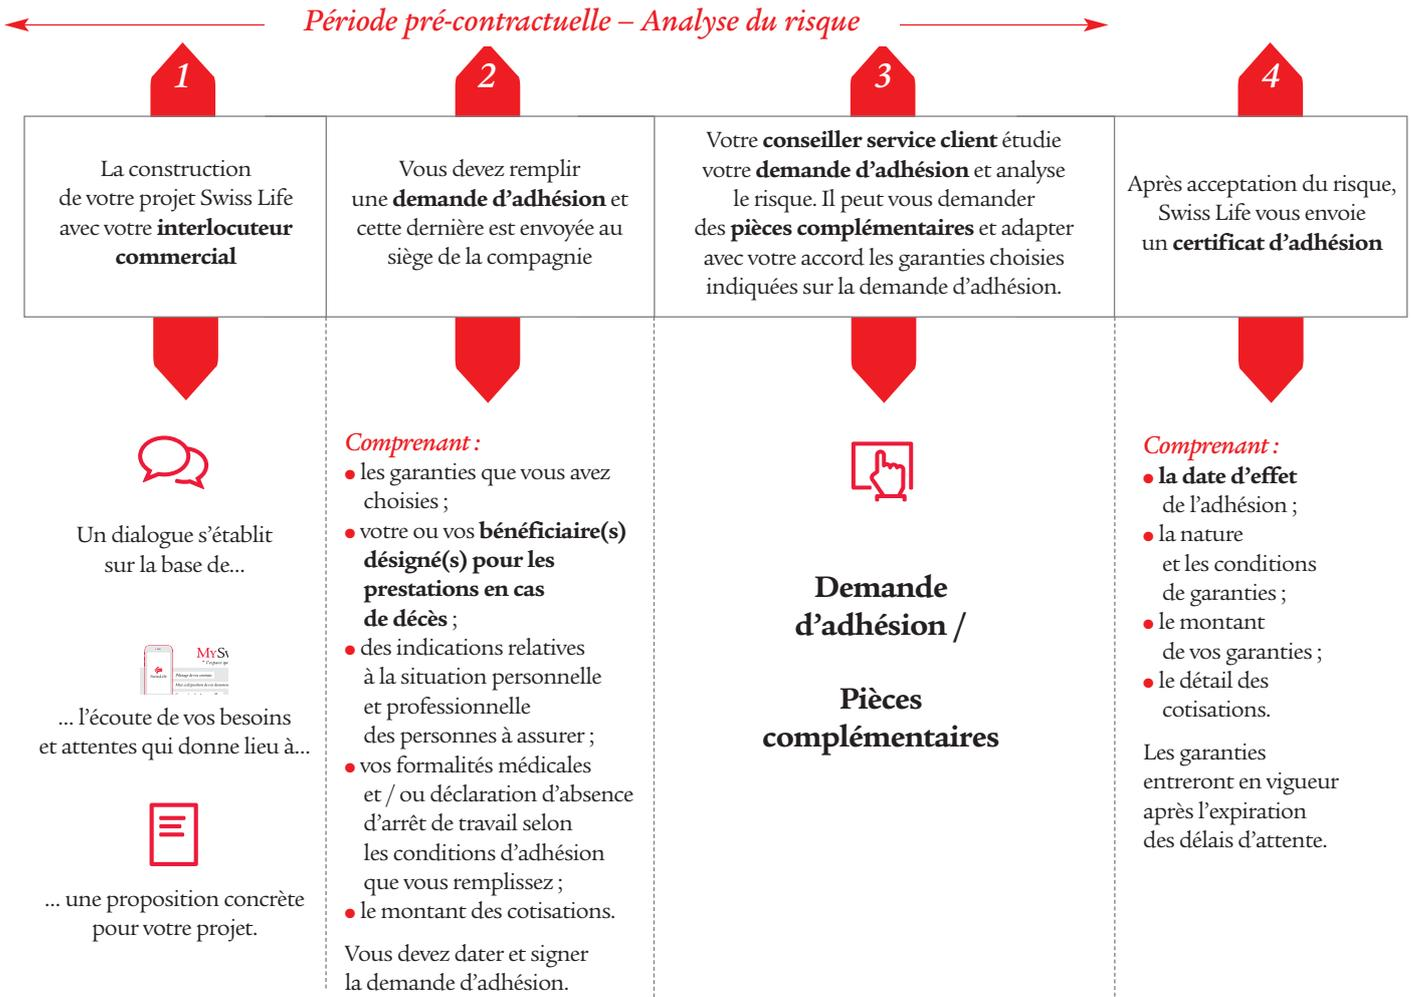 Période pré-contractuelle – Analyse du risque
1
2
3
4
La construction
de votre projet Swiss Life
avec votre interlocuteur
commercial
Vous devez remplir
une demande d’adhésion et
cette dernière est envoyée au
siège de la compagnie
Votre conseiller service client étudie
votre demande d’adhésion et analyse
le risque. Il peut vous demander
des pièces complémentaires et adapter
avec votre accord les garanties choisies
indiquées sur la demande d’adhésion.
Après acceptation du risque,
Swiss Life vous envoie
un certificat d’adhésion
Un dialogue s’établit
sur la base de...
... l’écoute de vos besoins
et attentes qui donne lieu à...
... une proposition concrète
pour votre projet.
Comprenant :
• les garanties que vous avez
choisies ;
• votre ou vos bénéficiaire(s)
désigné(s) pour les
prestations en cas
de décès ;
• des indications relatives
à la situation personnelle
et professionnelle
des personnes à assurer ;
• vos formalités médicales
et / ou déclaration d’absence
d’arrêt de travail selon
les conditions d’adhésion
que vous remplissez ;
• le montant des cotisations.
Vous devez dater et signer
la demande d’adhésion.
Demande
d’adhésion /
Pièces
complémentaires
Comprenant :
• la date d’effet
de l’adhésion ;
• la nature
et les conditions
de garanties ;
• le montant
de vos garanties ;
• le détail des
cotisations.
Les garanties
entreront en vigueur
après l’expiration
des délais d’attente.